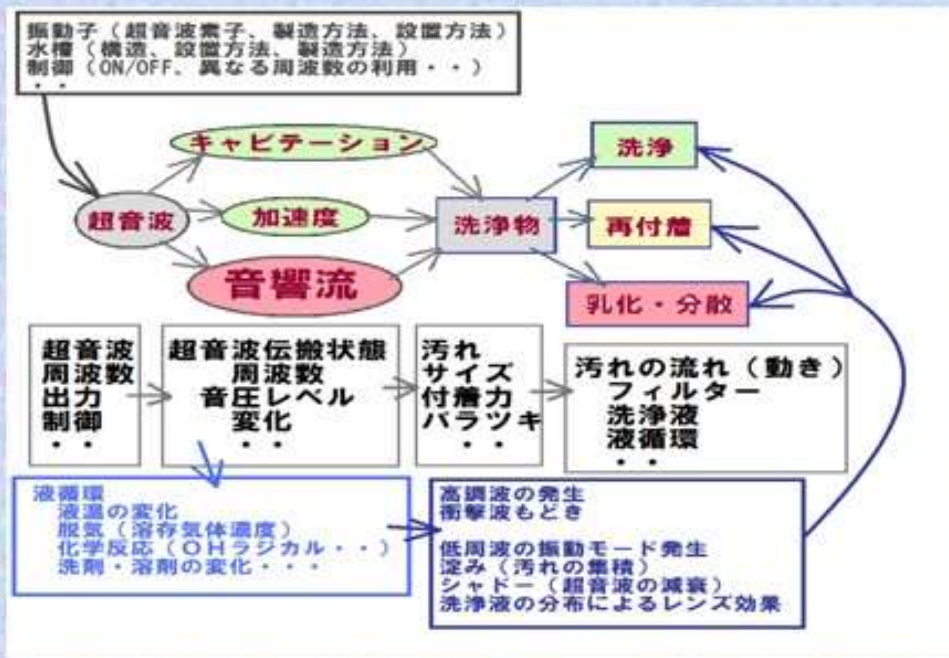 振動子（超音波素子、製造方法、設置方法）
水槽（構造、設置方法、製造方法）
制御（ON/OFF、異なる周波数の利用・・）
・・
キャビテーション
洗浄
超音波
加速度
洗浄物
再付着
音響流
乳化・分散
超音波
周波数
出力
制御
・・
超音波伝搬状態
周波数
音圧レベル
変化
・・
汚れ
サイズ
付着力
バラツキ
・・
汚れの流れ（動き）
フィルター
洗浄液
液循環
・・
液循環
液温の変化
脱気（溶存気体濃度）
化学反応（OHラジカル・・）
洗剤・溶剤の変化・・・
高調波の発生
衝撃波もどき
低周波の振動モード発生
淀み（汚れの集積）
シャドー（超音波の減衰）
洗浄液の分布によるレンズ効果